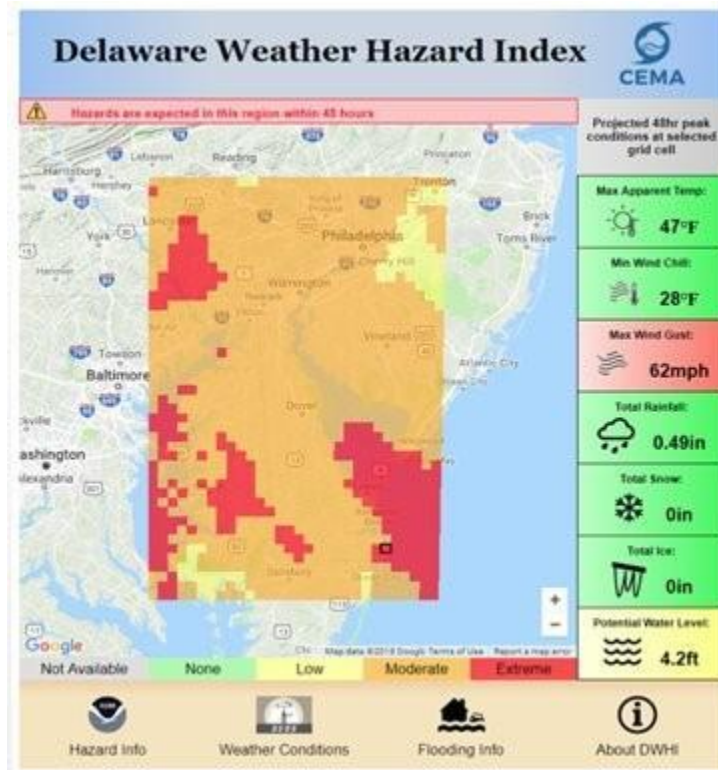 Delaware Weather Hazard Index
CEMA
Hazards are expected in this region within 48 hours
Projected 48hr peak
conditions at selected
grid cell
Max Apparent Temp:
47°F
Min Wind Chill:
28°F
Max Wind Gust:
62mph
Total Rainfall:
0.49in
Total Snow:
0in
Total Ice:
0in
Potential Water Level:
4.2ft
Harrisburg
Hershey
Lebanon
Reading
Princeton
Trenton
York
Philadelphia
Cherry Hill
Brick
Toms River
Hanover
Wilmington
Newark
Vineland
Towson
Baltimore
Atlantic City
Dover
Salisbury
Google
Map data ©2019 Google
Terms of Use
Report a map error
+
−
Not Available
None
Low
Moderate
Extreme
Hazard Info
Weather Conditions
Flooding Info
About DWHI